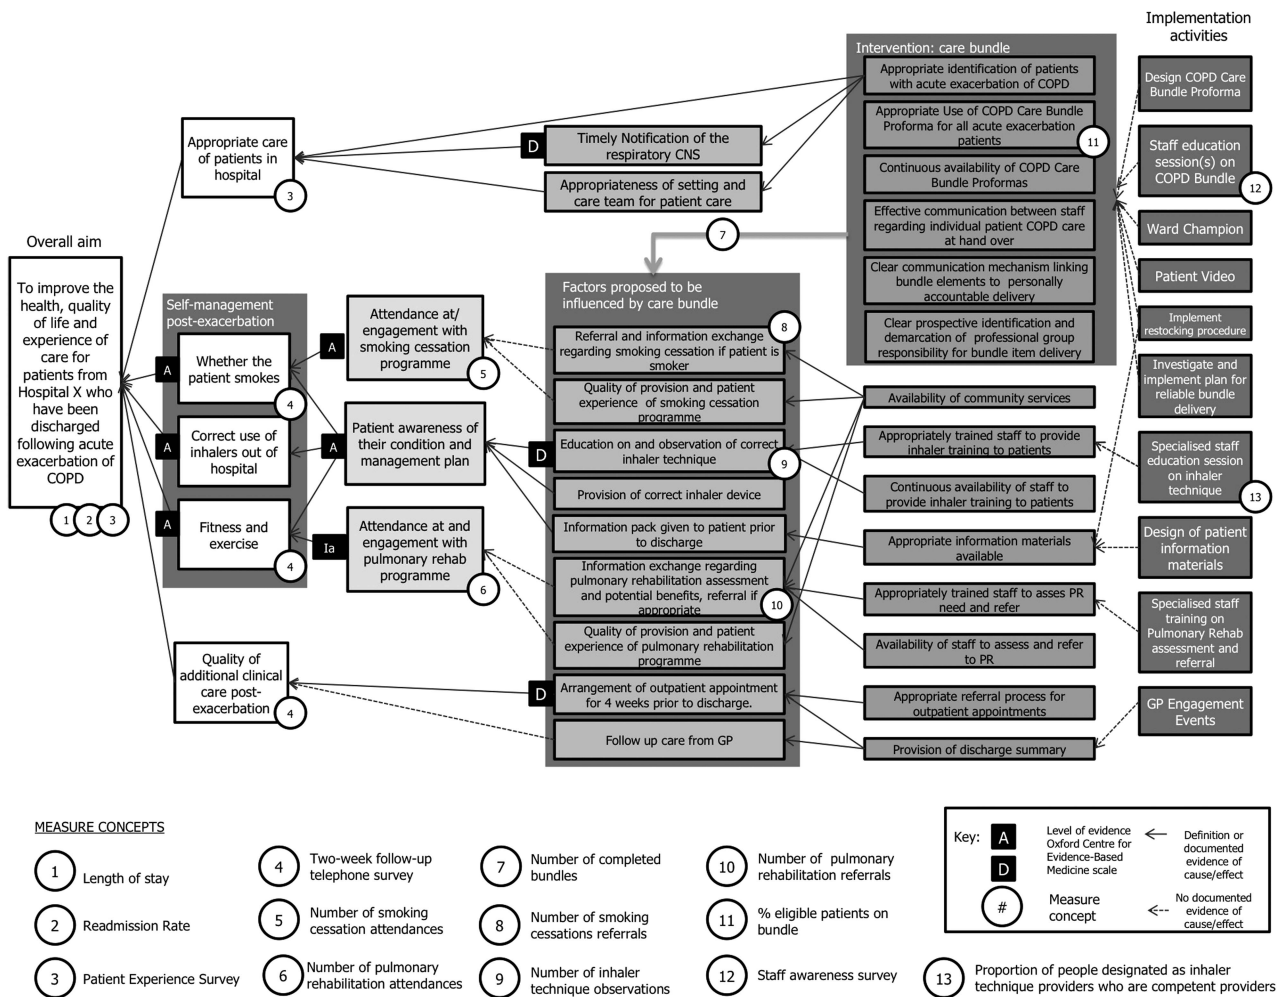 Implementation
activities
Intervention: care bundle
Appropriate identification of patients
with acute exacerbation of COPD
Appropriate Use of COPD Care Bundle
Proforma for all acute exacerbation
patients
11
Continuous availability of COPD Care
Bundle Proformas
Effective communication between staff
regarding individual patient COPD care
at hand over
Clear communication mechanism linking
bundle elements to personally
accountable delivery
Clear prospective identification and
demarcation of professional group
responsibility for bundle item delivery
Design COPD Care
Bundle Proforma
Staff education
session(s) on
COPD Bundle
12
Ward Champion
Patient Video
Implement
restocking procedure
Investigate and
implement plan for
reliable bundle
delivery
Specialised staff
education session
on inhaler
technique
13
Design of patient
information
materials
Specialised staff
training on
Pulmonary Rehab
assessment and
referral
GP Engagement
Events
Appropriate care
of patients in
hospital
3
D
Timely Notification of the
respiratory CNS
Appropriateness of setting and
care team for patient care
7
Overall aim
To improve the
health, quality
of life and
experience of
care for
patients from
Hospital X who
have been
discharged
following acute
exacerbation of
COPD
1
2
3
Self-management
post-exacerbation
A
Whether the
patient smokes
4
A
Correct use of
inhalers out of
hospital
A
Fitness and
exercise
4
Quality of
additional clinical
care post-
exacerbation
4
A
Attendance at/
engagement with
smoking cessation
programme
5
A
Patient awareness of
their condition and
management plan
Ia
Attendance at and
engagement with
pulmonary rehab
programme
6
Factors proposed to be
influenced by care bundle
8
Referral and information exchange
regarding smoking cessation if patient is
smoker
Quality of provision and patient
experience of smoking cessation
programme
D
Education on and observation of correct
inhaler technique
9
Provision of correct inhaler device
Information pack given to patient prior
to discharge
Information exchange regarding
pulmonary rehabilitation assessment
and potential benefits, referral if
appropriate
10
Quality of provision and patient
experience of pulmonary rehabilitation
programme
D
Arrangement of outpatient appointment
for 4 weeks prior to discharge.
Follow up care from GP
Availability of community services
Appropriately trained staff to provide
inhaler training to patients
Continuous availability of staff to
provide inhaler training to patients
Appropriate information materials
available
Appropriately trained staff to asses PR
need and refer
Availability of staff to assess and refer
to PR
Appropriate referral process for
outpatient appointments
Provision of discharge summary
MEASURE CONCEPTS
1
Length of stay
2
Readmission Rate
3
Patient Experience Survey
4
Two-week follow-up
telephone survey
5
Number of smoking
cessation attendances
6
Number of pulmonary
rehabilitation attendances
7
Number of completed
bundles
8
Number of smoking
cessations referrals
9
Number of inhaler
technique observations
10
Number of pulmonary
rehabilitation referrals
11
% eligible patients on
bundle
12
Staff awareness survey
13
Proportion of people designated as inhaler
technique providers who are competent providers
Key:
A
D
Level of evidence
Oxford Centre for
Evidence-Based
Medicine scale
#
Measure
concept
Definition or
documented
evidence of
cause/effect
No documented
evidence of
cause/effect